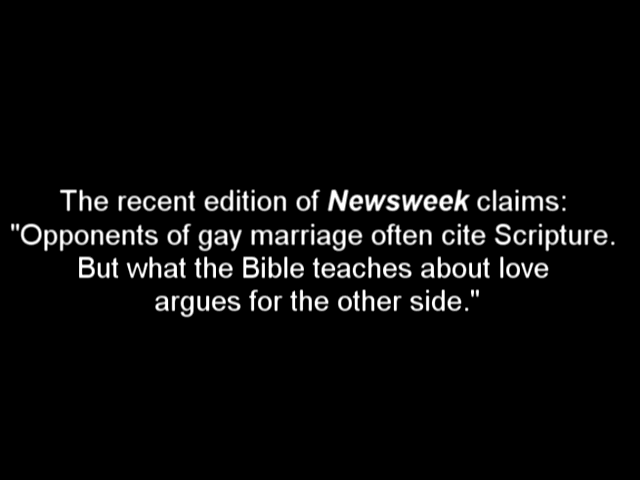 The recent edition of Newsweek claims:
"Opponents of gay marriage often cite Scripture.
But what the Bible teaches about love
argues for the other side."